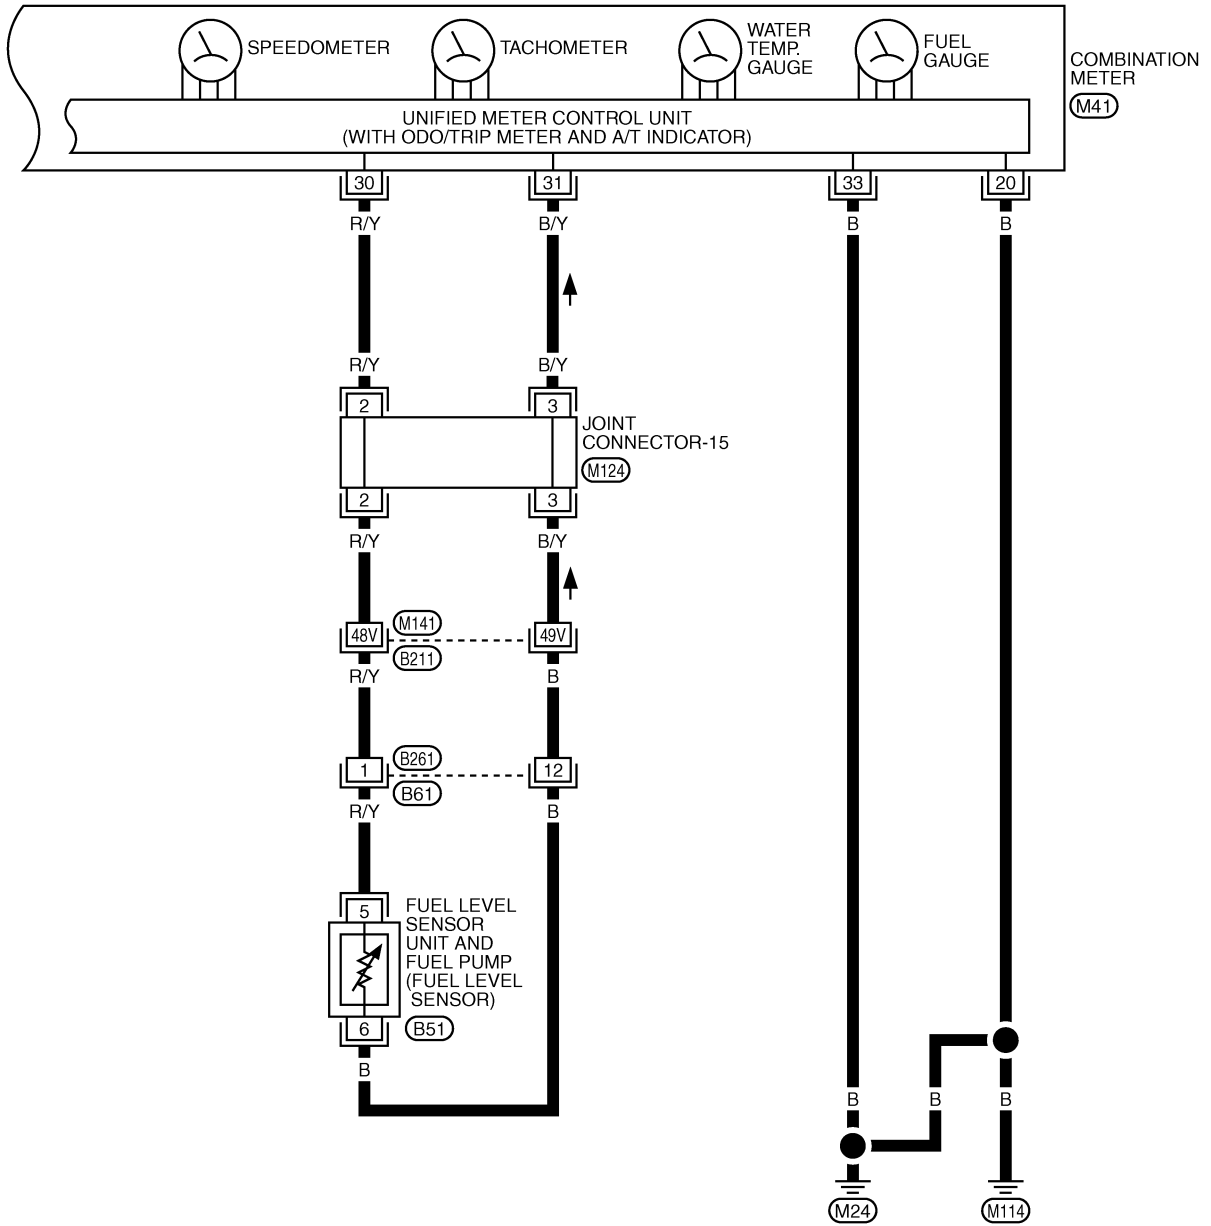 SPEEDOMETER
TACHOMETER
WATER
TEMP.
GAUGE
FUEL
GAUGE
COMBINATION
METER
M41
UNIFIED METER CONTROL UNIT
(WITH ODO/TRIP METER AND A/T INDICATOR)
30
31
33
20
R/Y
B/Y
B
B
R/Y
B/Y
2
3
JOINT
CONNECTOR-15
M124
2
3
R/Y
B/Y
48V
M141
B211
49V
R/Y
B
1
B261
B61
12
R/Y
B
5
FUEL LEVEL
SENSOR
UNIT AND
FUEL PUMP
(FUEL LEVEL
SENSOR)
6
B51
B
B
B
B
M24
M114